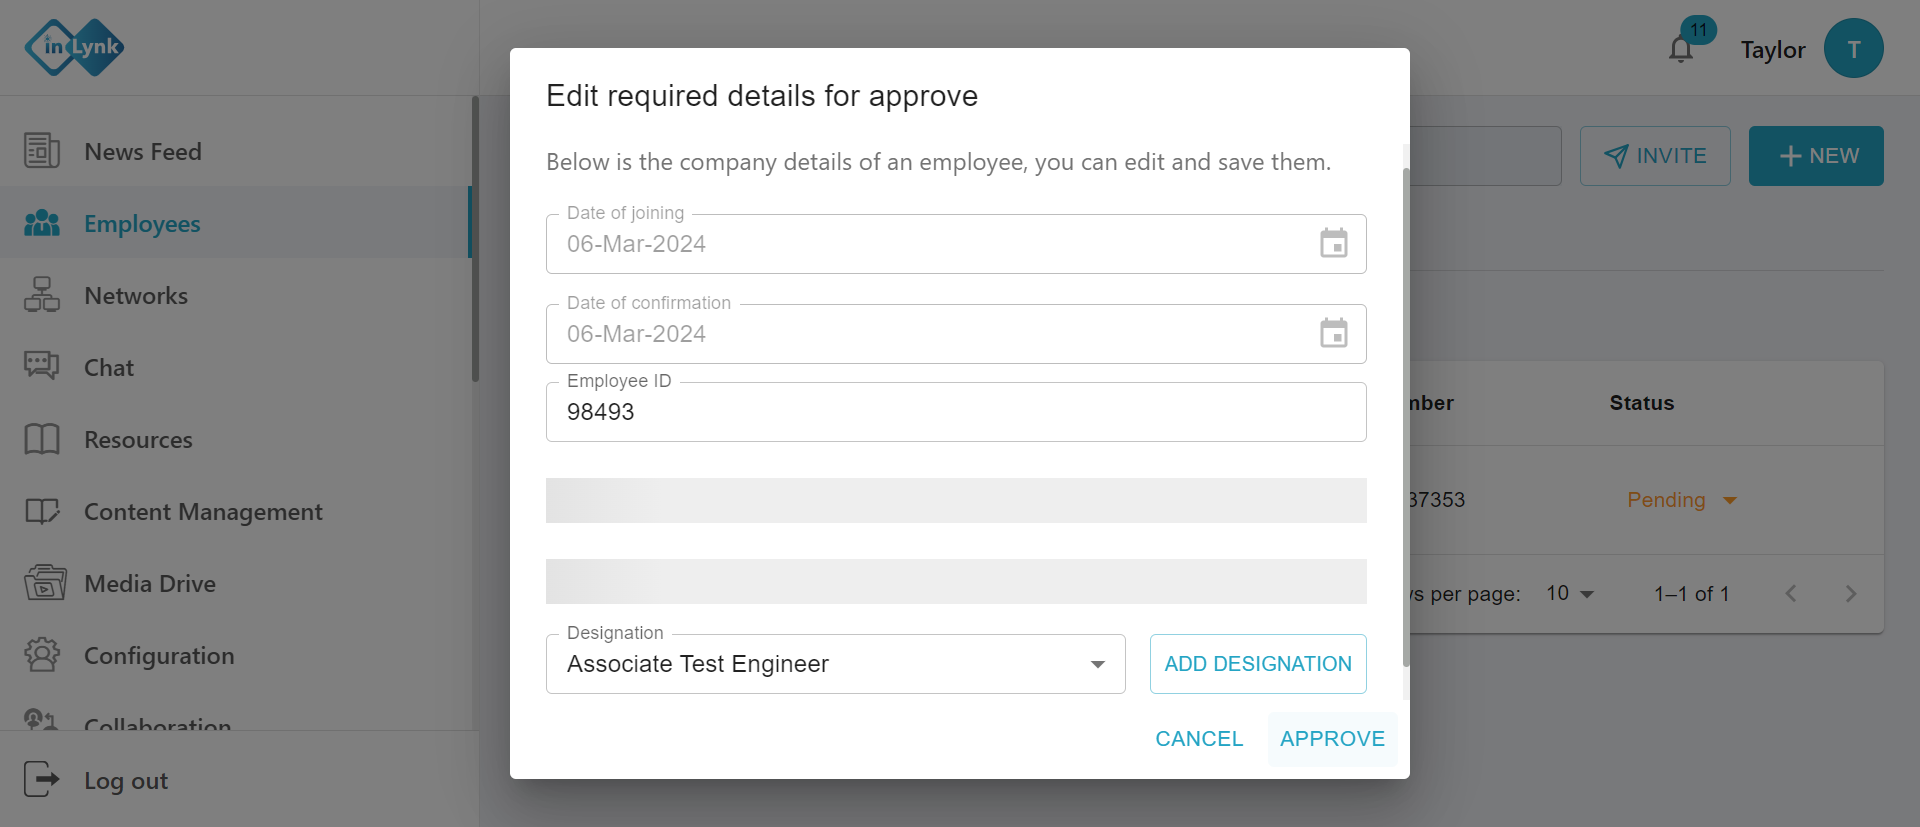 inLynk
11
Taylor
T
News Feed
Employees
Networks
Chat
Resources
Content Management
Media Drive
Configuration
Collaboration
Log out
INVITE
NEW
Status
37353
Pending
per page:
10
1–1 of 1
Edit required details for approve
Below is the company details of an employee, you can edit and save them.
Date of joining
06-Mar-2024
Date of confirmation
06-Mar-2024
Employee ID
98493
Designation
Associate Test Engineer
ADD DESIGNATION
CANCEL
APPROVE